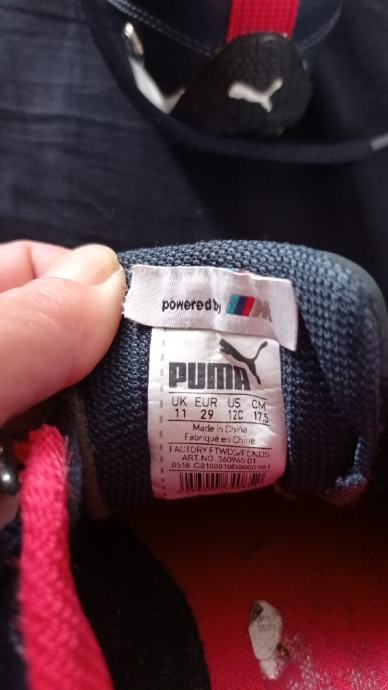 powered by M
PUMA
UK EUR US CM
11 29 12C 17.5
Made in China
Fabriqué en Chine
FACTORY FTWDS/FCNDS
ART.NO. 360965 01